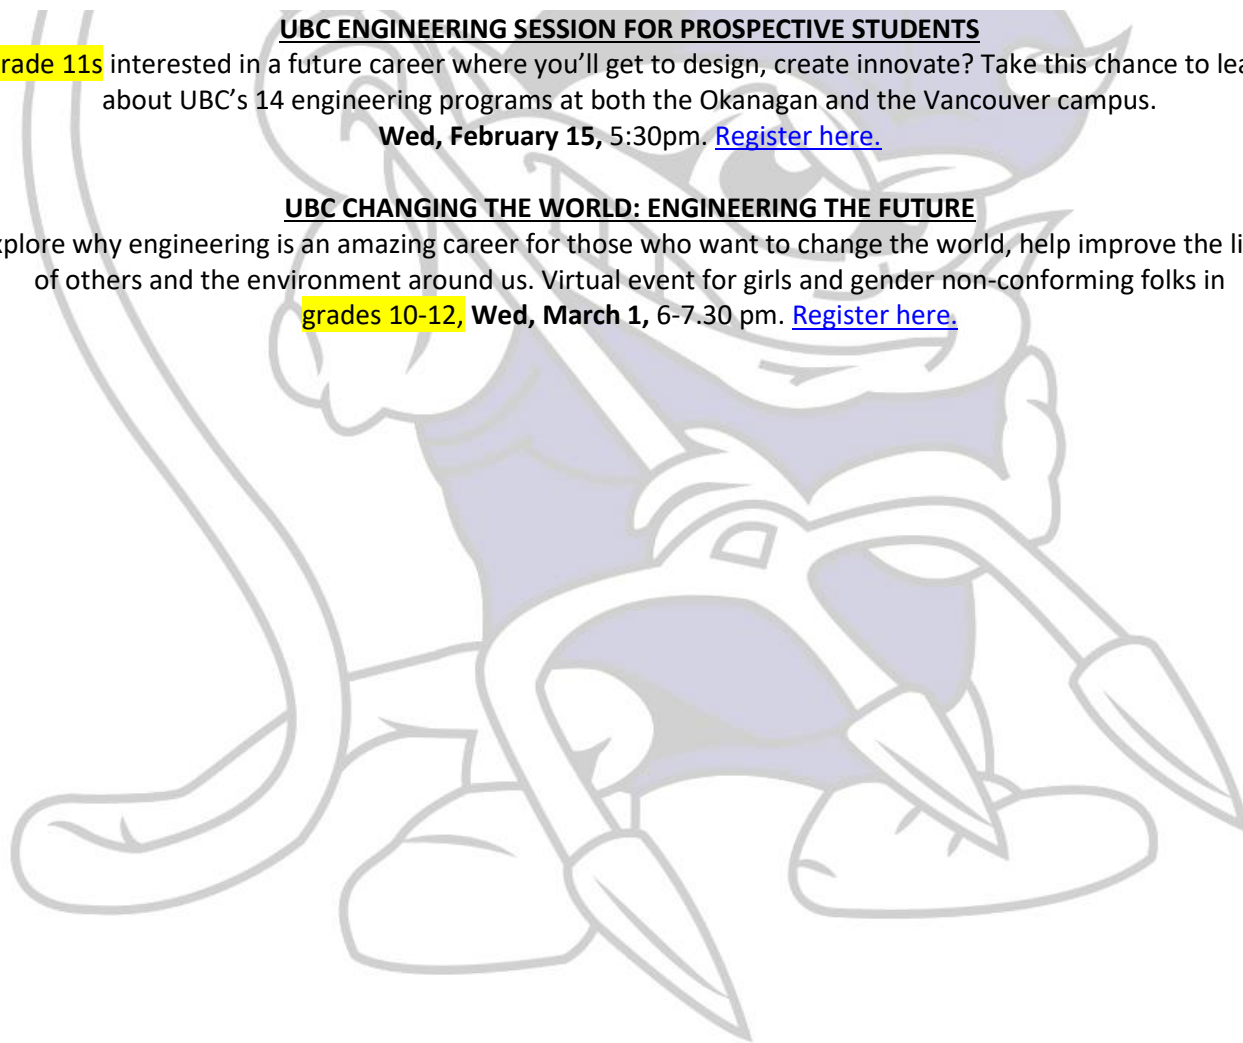 UBC ENGINEERING SESSION FOR PROSPECTIVE STUDENTS
rade 11s interested in a future career where you’ll get to design, create innovate? Take this chance to lea
about UBC’s 14 engineering programs at both the Okanagan and the Vancouver campus.
Wed, February 15, 5:30pm. Register here.
UBC CHANGING THE WORLD: ENGINEERING THE FUTURE
xplore why engineering is an amazing career for those who want to change the world, help improve the li
of others and the environment around us. Virtual event for girls and gender non-conforming folks in
grades 10-12, Wed, March 1, 6-7.30 pm. Register here.